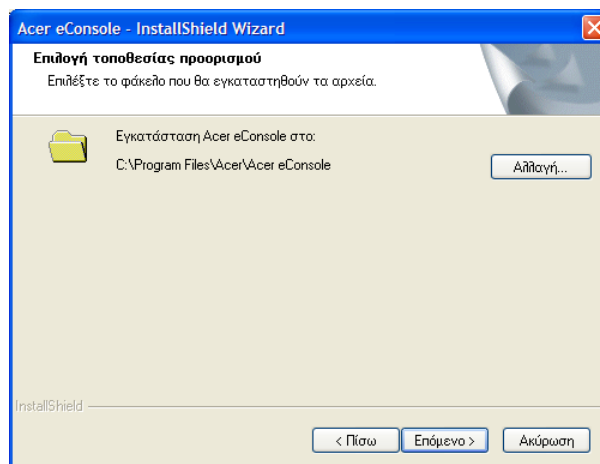 Acer eConsole - InstallShield Wizard
Επιλογή τοποθεσίας προορισμού
Επιλέξτε το φάκελο που θα εγκατασταθούν τα αρχεία.
Εγκατάσταση Acer eConsole στο:
C:\Program Files\Acer\Acer eConsole
Αλλαγή...
InstallShield
< Πίσω
Επόμενο >
Ακύρωση